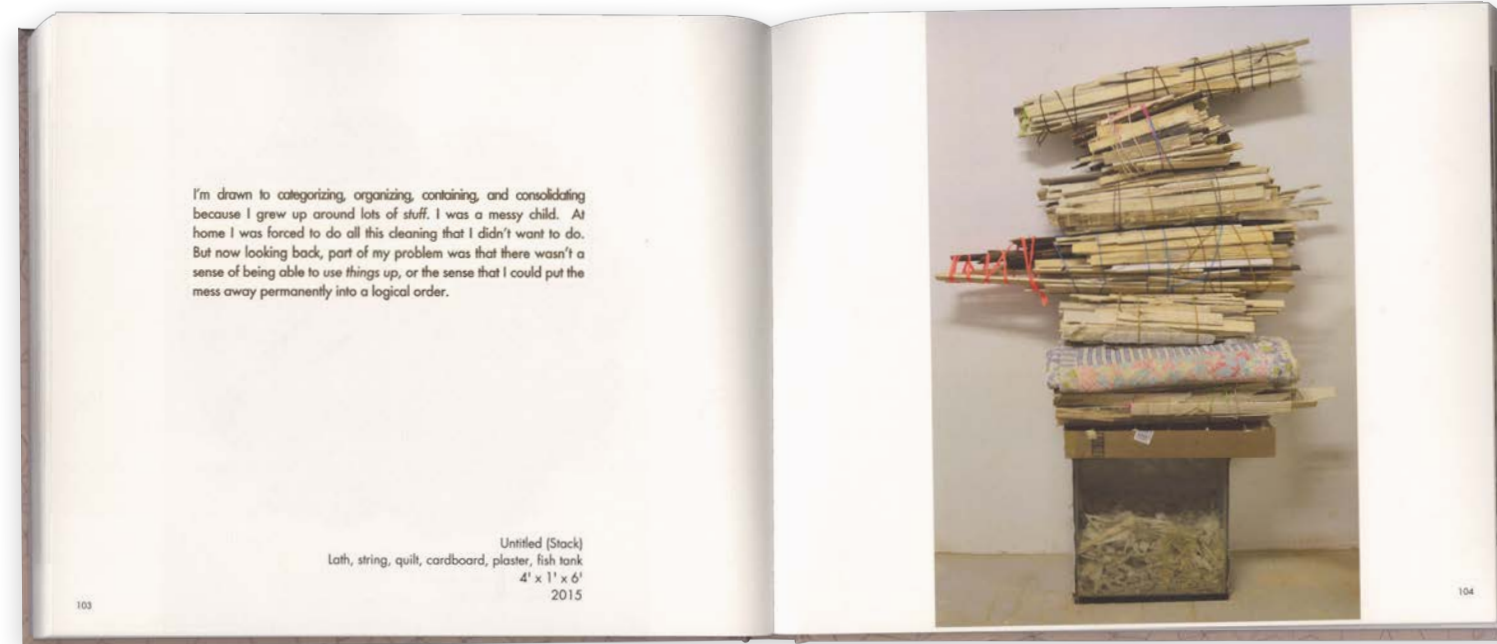 I'm drawn to categorizing, organizing, containing, and consolidating
because I grew up around lots of stuff. I was a messy child. At
home I was forced to do all this cleaning that I didn't want to do.
But now looking back, part of my problem was that there wasn't a
sense of being able to use things up, or the sense that I could put the
mess away permanently into a logical order.
Untitled (Stack)
Lath, string, quilt, cardboard, plaster, fish tank
4' x 1' x 6'
2015
103
104